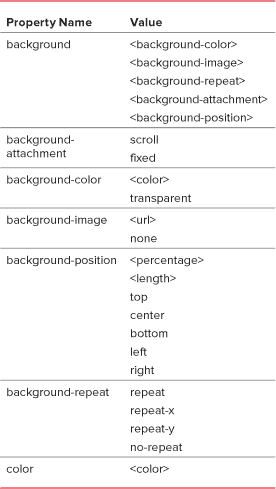 Property Name Value
background <background-color>
<background-image>
<background-repeat>
<background-attachment>
<background-position>
background- scroll
attachment fixed
background-color <color>
transparent
background-image <url>
none
background-position <percentage>
<length>
top
center
bottom
left
right
background-repeat repeat
repeat-x
repeat-y
no-repeat
color <color>